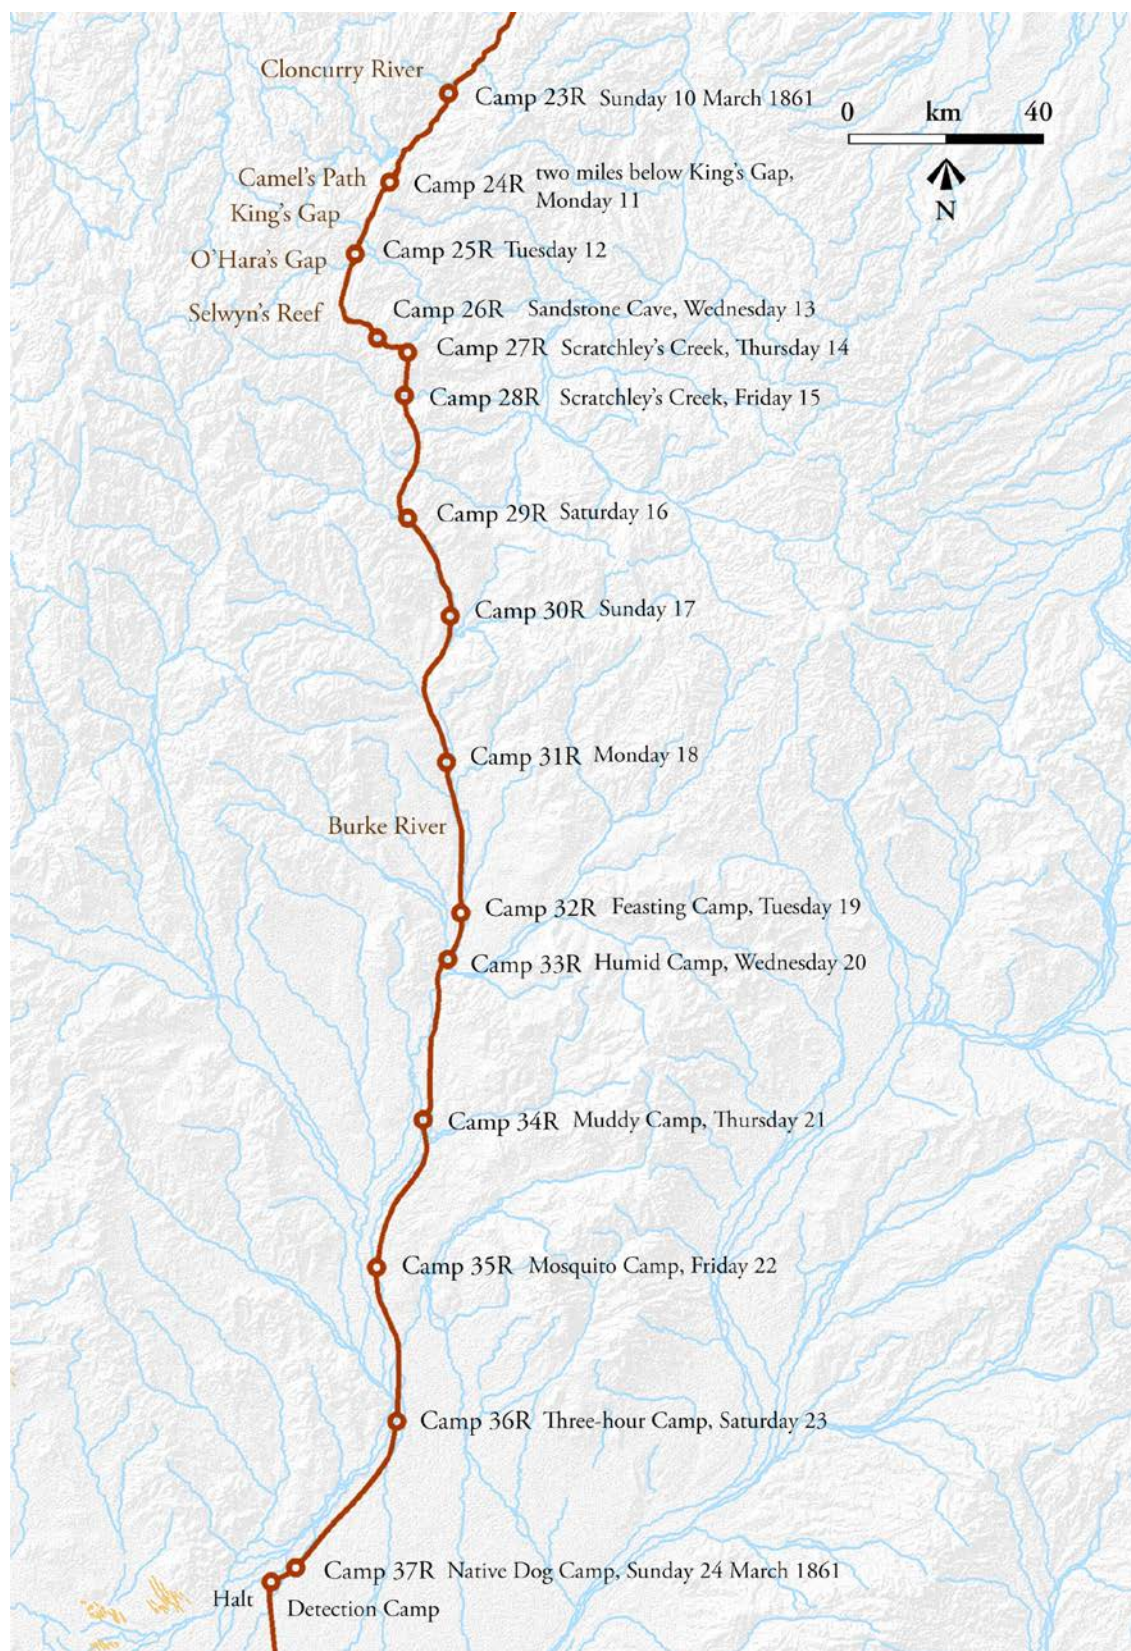 Cloncurry River
Camp 23R Sunday 10 March 1861
0 km 40
N
Camel's Path
Camp 24R two miles below King's Gap,
Monday 11
King's Gap
O'Hara's Gap
Camp 25R Tuesday 12
Selwyn's Reef
Camp 26R Sandstone Cave, Wednesday 13
Camp 27R Scratchley's Creek, Thursday 14
Camp 28R Scratchley's Creek, Friday 15
Camp 29R Saturday 16
Camp 30R Sunday 17
Camp 31R Monday 18
Burke River
Camp 32R Feasting Camp, Tuesday 19
Camp 33R Humid Camp, Wednesday 20
Camp 34R Muddy Camp, Thursday 21
Camp 35R Mosquito Camp, Friday 22
Camp 36R Three-hour Camp, Saturday 23
Camp 37R Native Dog Camp, Sunday 24 March 1861
Halt
Detection Camp